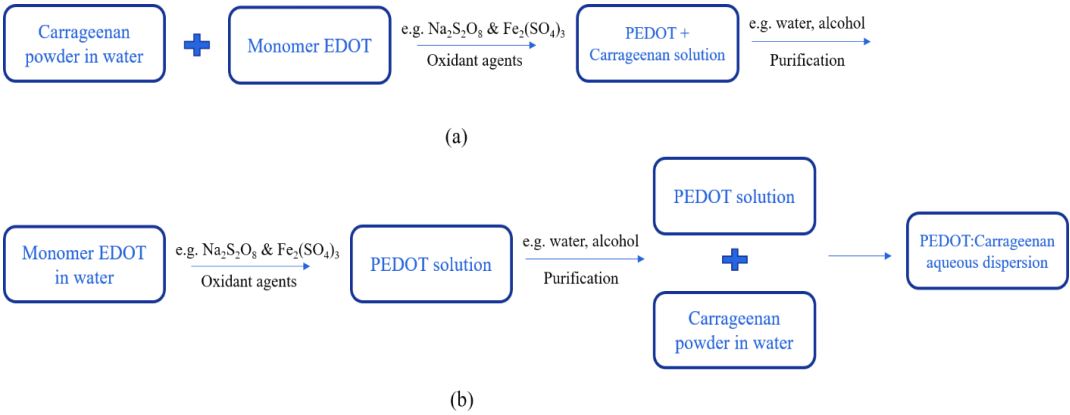 Carrageenan
powder in water
Monomer EDOT
e.g. Na₂S₂O₈ & Fe₂(SO₄)₃
Oxidant agents
PEDOT +
Carrageenan solution
e.g. water, alcohol
Purification
(a)
Monomer EDOT
in water
e.g. Na₂S₂O₈ & Fe₂(SO₄)₃
Oxidant agents
PEDOT solution
e.g. water, alcohol
Purification
PEDOT solution
Carrageenan
powder in water
PEDOT:Carrageenan
aqueous dispersion
(b)